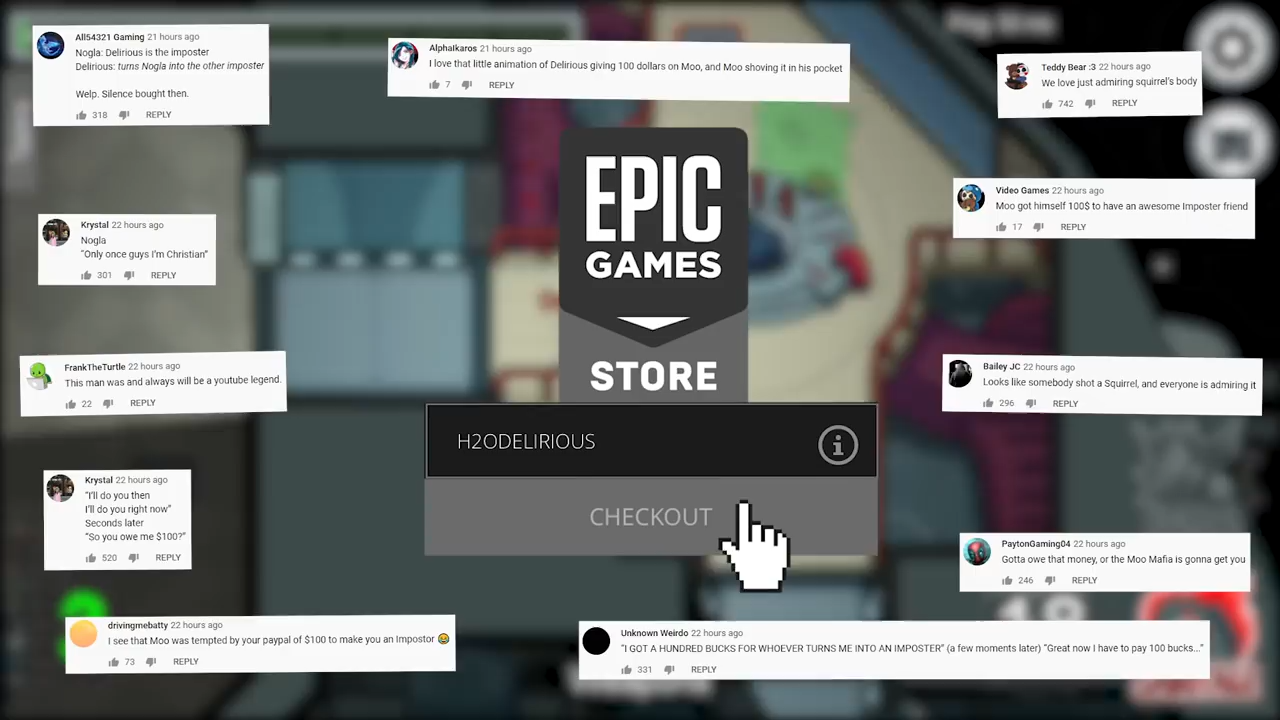 All54321 Gaming 21 hours ago
Nogla: Delirious is the imposter
Delirious: turns Nogla into the other imposter
Welp. Silence bought then.
318 REPLY
AlphaIkaros 21 hours ago
I love that little animation of Delirious giving 100 dollars on Moo, and Moo shoving it in his pocket
7 REPLY
Teddy Bear :3 22 hours ago
We love just admiring squirrel's body
742 REPLY
Krystal 22 hours ago
Nogla
"Only once guys I'm Christian"
301 REPLY
Video Games 22 hours ago
Moo got himself 100$ to have an awesome Imposter friend
17 REPLY
EPIC
GAMES
STORE
FrankTheTurtle 22 hours ago
This man was and always will be a youtube legend.
22 REPLY
Bailey JC 22 hours ago
Looks like somebody shot a Squirrel, and everyone is admiring it
296 REPLY
H2ODELIRIOUS
CHECKOUT
Krystal 22 hours ago
"I'll do you then
I'll do you right now"
Seconds later
"So you owe me $100?"
520 REPLY
PaytonGaming04 22 hours ago
Gotta owe that money, or the Moo Mafia is gonna get you
246 REPLY
drivingmebatty 22 hours ago
I see that Moo was tempted by your paypal of $100 to make you an Impostor 😂
73 REPLY
Unknown Weirdo 22 hours ago
"I GOT A HUNDRED BUCKS FOR WHOEVER TURNS ME INTO AN IMPOSTER" (a few moments later) "Great now I have to pay 100 bucks..."
331 REPLY